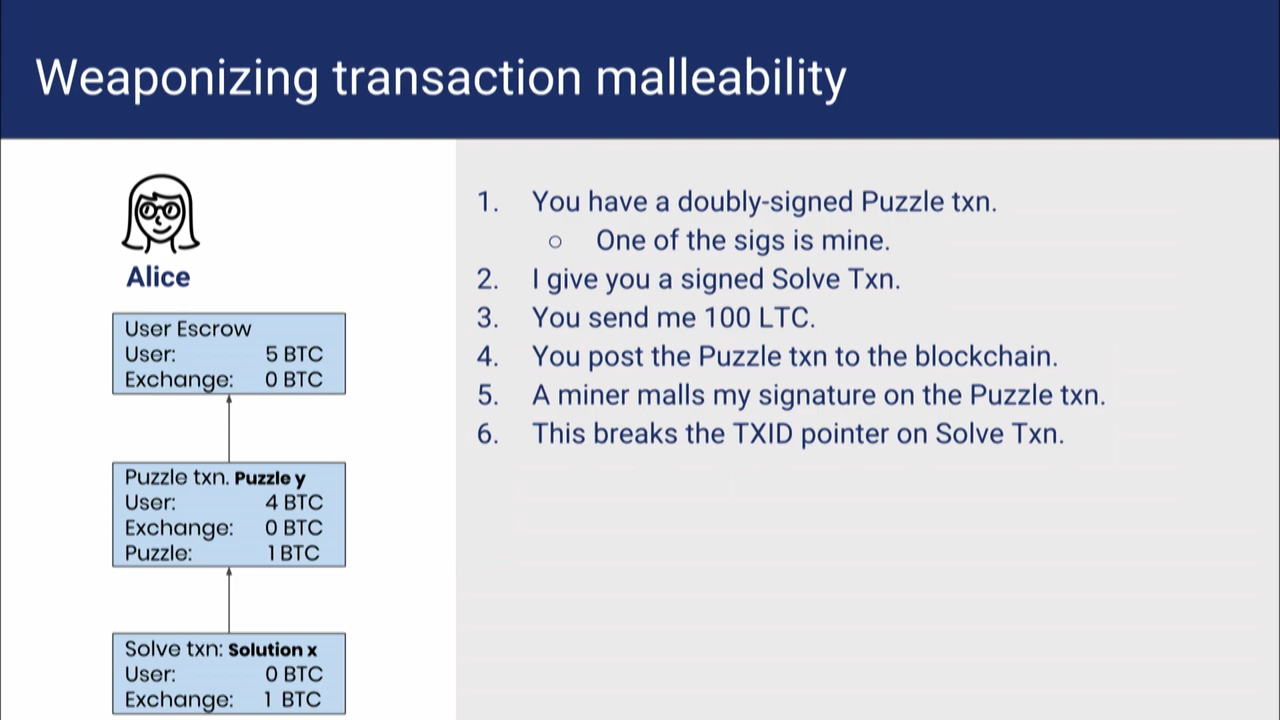 Weaponizing transaction malleability
Alice
User Escrow
User: 5 BTC
Exchange: 0 BTC
Puzzle txn. Puzzle y
User: 4 BTC
Exchange: 0 BTC
Puzzle: 1 BTC
Solve txn: Solution x
User: 0 BTC
Exchange: 1 BTC
1. You have a doubly-signed Puzzle txn.
○ One of the sigs is mine.
2. I give you a signed Solve Txn.
3. You send me 100 LTC.
4. You post the Puzzle txn to the blockchain.
5. A miner malls my signature on the Puzzle txn.
6. This breaks the TXID pointer on Solve Txn.